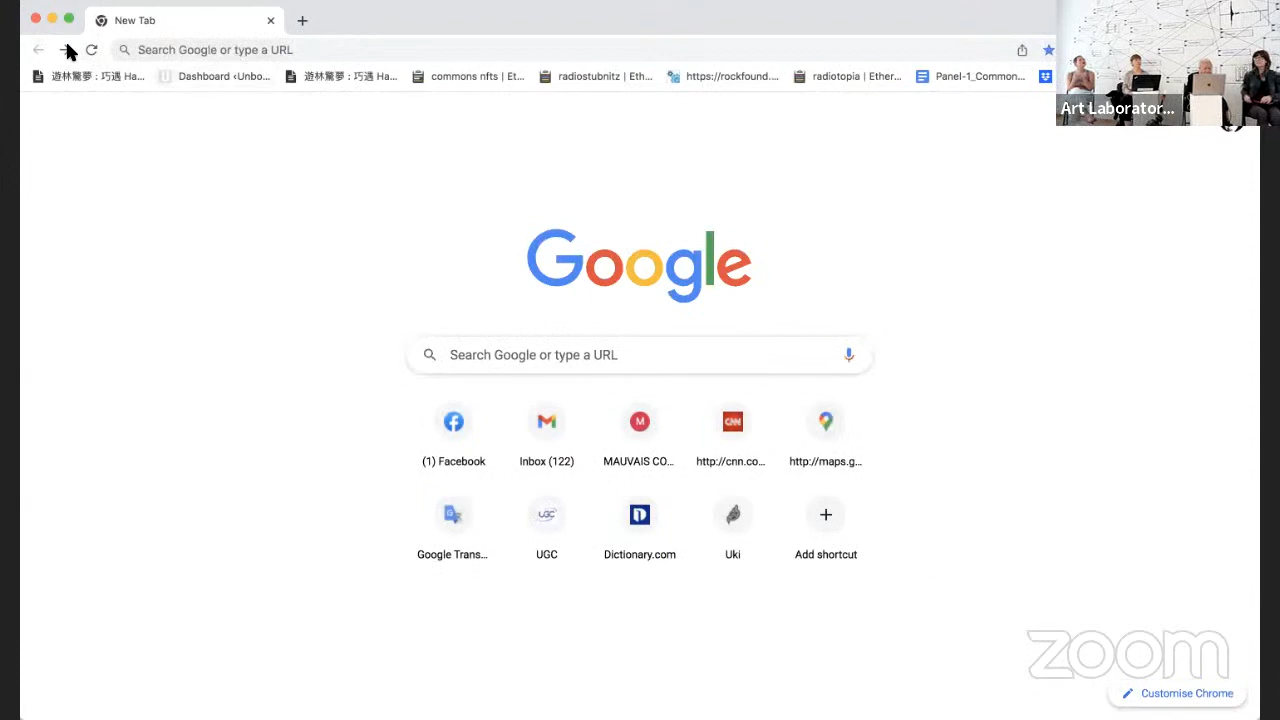 New Tab
Search Google or type a URL
遊林驚夢 : 巧遇 Ha... Dashboard ‹Unbo... 遊林驚夢 : 巧遇 Ha... commons nfts | Et... radiostubnitz | Eth... https://rockfound.... radiotopia | Ether... Panel-1_Common...
Art Laborator...
Google
Search Google or type a URL
(1) Facebook Inbox (122) MAUVAIS CO... http://cnn.co... http://maps.g...
Google Trans... UGC Dictionary.com Uki Add shortcut
zoom
Customise Chrome